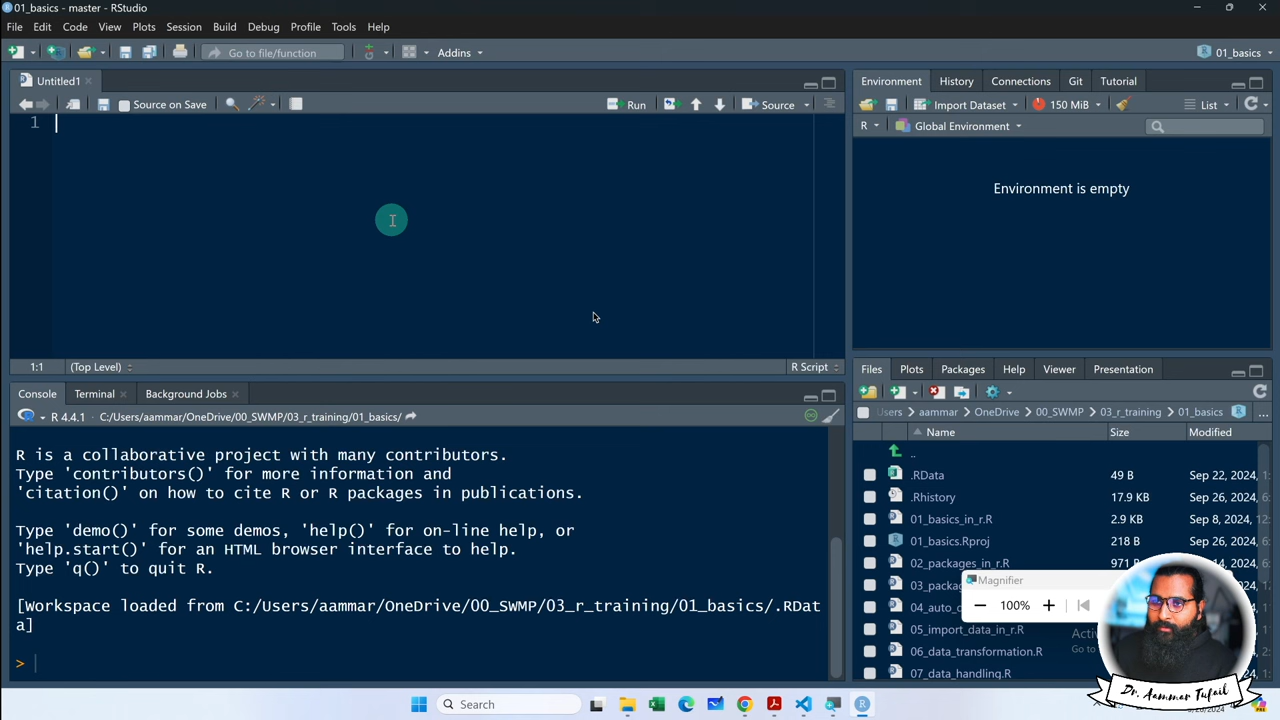 01_basics - master - RStudio
File Edit Code View Plots Session Build Debug Profile Tools Help
Go to file/function Addins 01_basics
Untitled1
Source on Save Run Source
1
1:1 (Top Level) R Script
Console Terminal Background Jobs
R 4.4.1 · C:/Users/aammar/OneDrive/00_SWMP/03_r_training/01_basics/
R is a collaborative project with many contributors.
Type 'contributors()' for more information and
'citation()' on how to cite R or R packages in publications.
Type 'demo()' for some demos, 'help()' for on-line help, or
'help.start()' for an HTML browser interface to help.
Type 'q()' to quit R.
[Workspace loaded from C:/Users/aammar/OneDrive/00_SWMP/03_r_training/01_basics/.RDat
a]
>
Environment History Connections Git Tutorial
Import Dataset 150 MiB List
R Global Environment
Environment is empty
Files Plots Packages Help Viewer Presentation
Users aammar OneDrive 00_SWMP 03_r_training 01_basics ...
Name Size Modified
..
.RData 49 B Sep 22, 2024,
.Rhistory 17.9 KB Sep 26, 2024,
01_basics_in_r.R 2.9 KB Sep 8, 2024,
01_basics.Rproj 218 B Sep 26, 2024,
02_packages_in_r.R 971 B
03_packa
04_auto_d
05_import_data_in_r.R
06_data_transformation.R
07_data_handling.R
Magnifier
100%
Activ
Go to
Dr. Aammar Tufail
Search